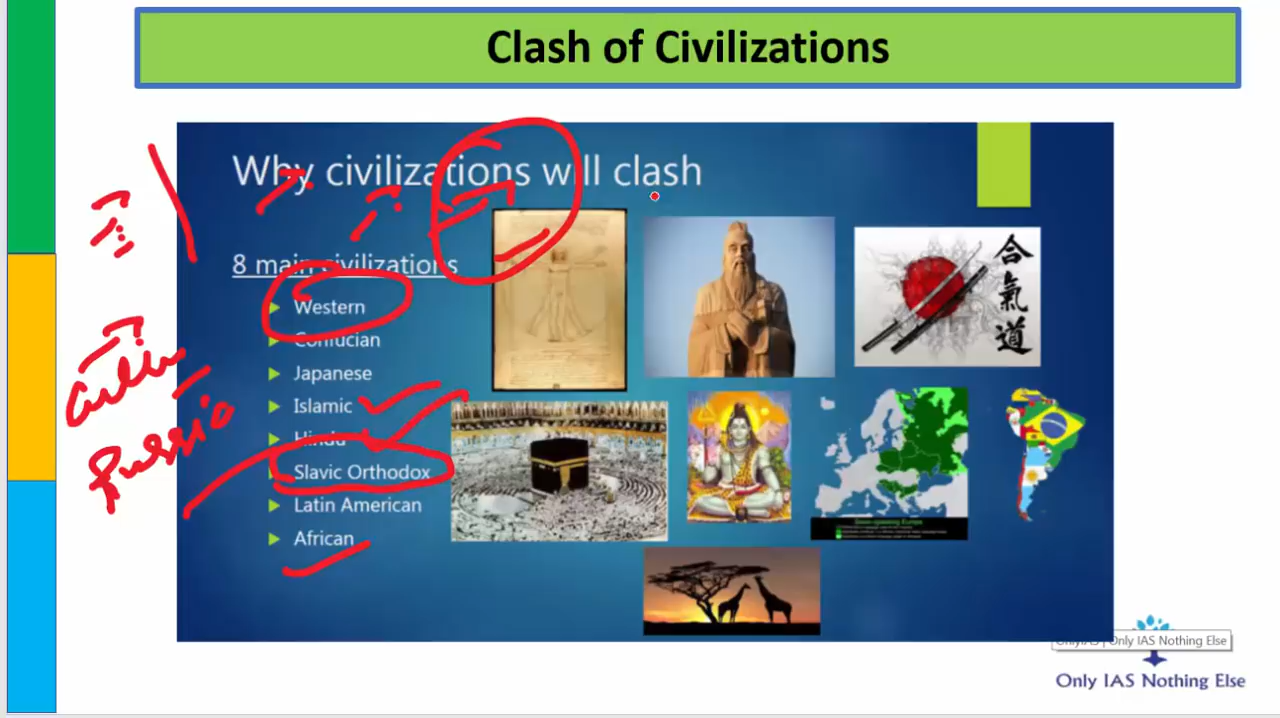 Clash of Civilizations
Why civilizations will clash
8 main civilizations
Western
Confucian
Japanese
Islamic
Hindu
Slavic Orthodox
Latin American
African
合
氣
道
Russia
OnlyIAS | Only IAS Nothing Else
Only IAS Nothing Else